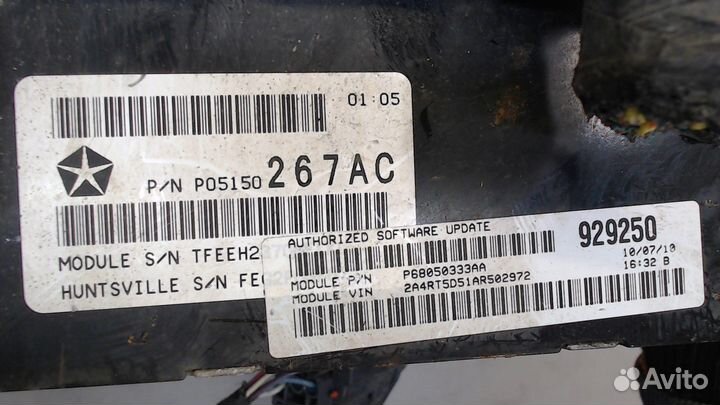 01:05
P/N P05150 267AC
MODULE S/N TFEEH2
HUNTSVILLE S/N
AUTHORIZED SOFTWARE UPDATE
929250
10/07/10
16:32 B
MODULE P/N P68050333AA
MODULE VIN 2A4RT5D51AR502972
Avito